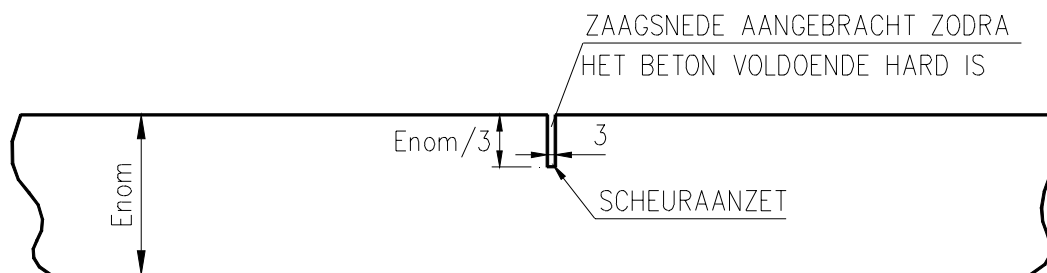 ZAAGSNEDE AANGEBRACHT ZODRA
HET BETON VOLDOENDE HARD IS
Enom/3
3
SCHEURAANZET
Enom